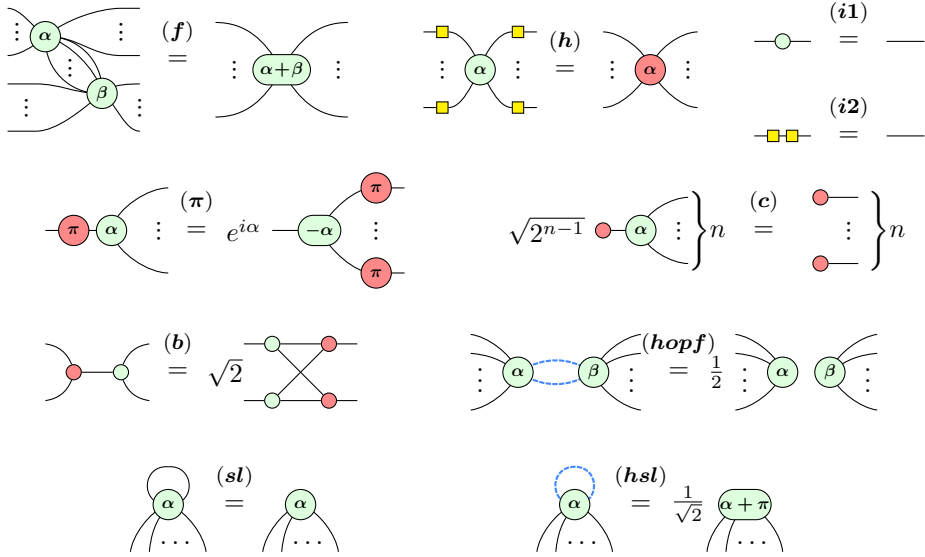 α ⋮ ⋮ (f) = α+β ⋮ ⋮
⋮ β ⋮ ⋮
⋮ α ⋮ (h) = ⋮ α ⋮
(i1) =
(i2) =
π α ⋮ (π) = e^{iα} -α π ⋮ π
√2^{n-1} α ⋮ } n (c) = ⋮ } n
(b) = √2
⋮ α β ⋮ (hopf) = 1/2 ⋮ α β ⋮
α ... (sl) = α ...
α ... (hsl) = 1/√2 α + π ...